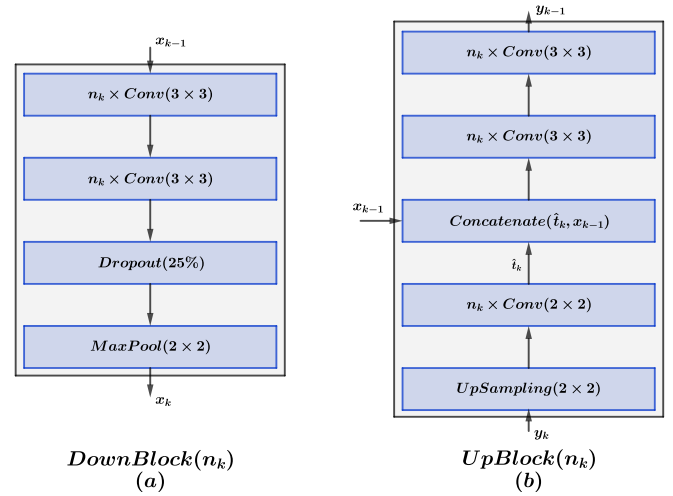 x_{k−1}
n_k × Conv(3 × 3)
n_k × Conv(3 × 3)
Dropout(25%)
MaxPool(2 × 2)
x_k
DownBlock(n_k)
(a)
y_{k−1}
n_k × Conv(3 × 3)
n_k × Conv(3 × 3)
x_{k−1}
Concatenate(t̂_k, x_{k−1})
t̂_k
n_k × Conv(2 × 2)
UpSampling(2 × 2)
y_k
UpBlock(n_k)
(b)